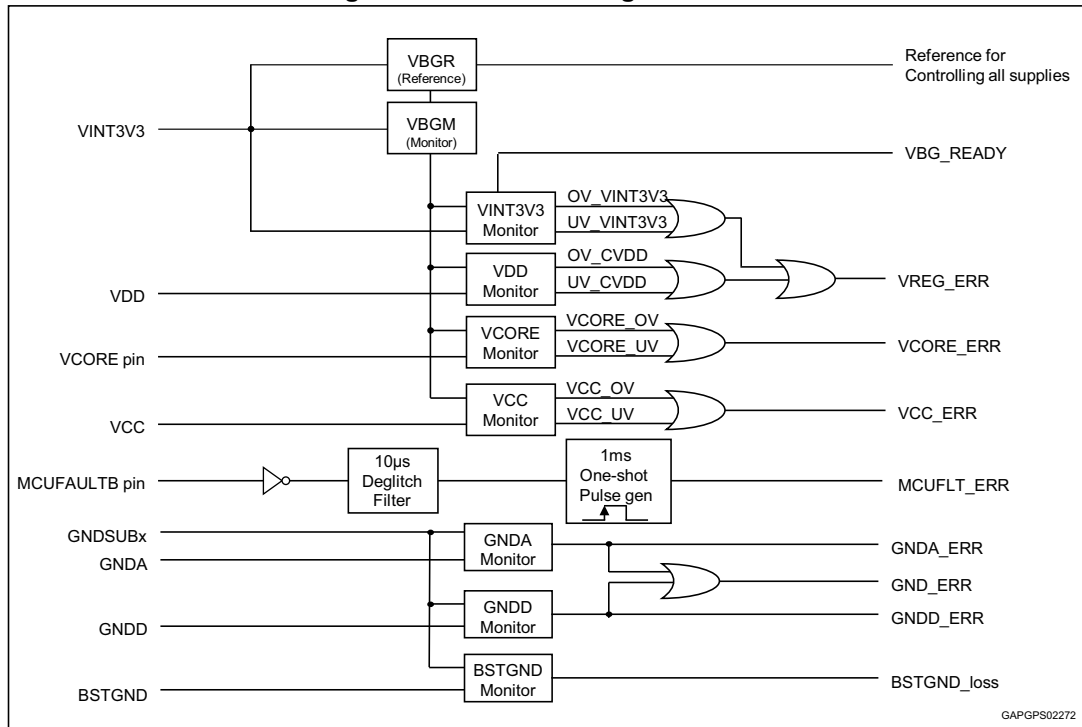 VBGR
(Reference)
Reference for
Controlling all supplies
VINT3V3
VBGM
(Monitor)
VBG_READY
VINT3V3
Monitor
OV_VINT3V3
UV_VINT3V3
VDD
VDD
Monitor
OV_CVDD
UV_CVDD
VREG_ERR
VCORE pin
VCORE
Monitor
VCORE_OV
VCORE_UV
VCORE_ERR
VCC
VCC
Monitor
VCC_OV
VCC_UV
VCC_ERR
MCUFAULTB pin
10µs
Deglitch
Filter
1ms
One-shot
Pulse gen
MCUFLT_ERR
GNDSUBx
GNDA
GNDA
Monitor
GNDA_ERR
GND_ERR
GNDD
GNDD
Monitor
GNDD_ERR
BSTGND
BSTGND
Monitor
BSTGND_loss
GAPGPS02272